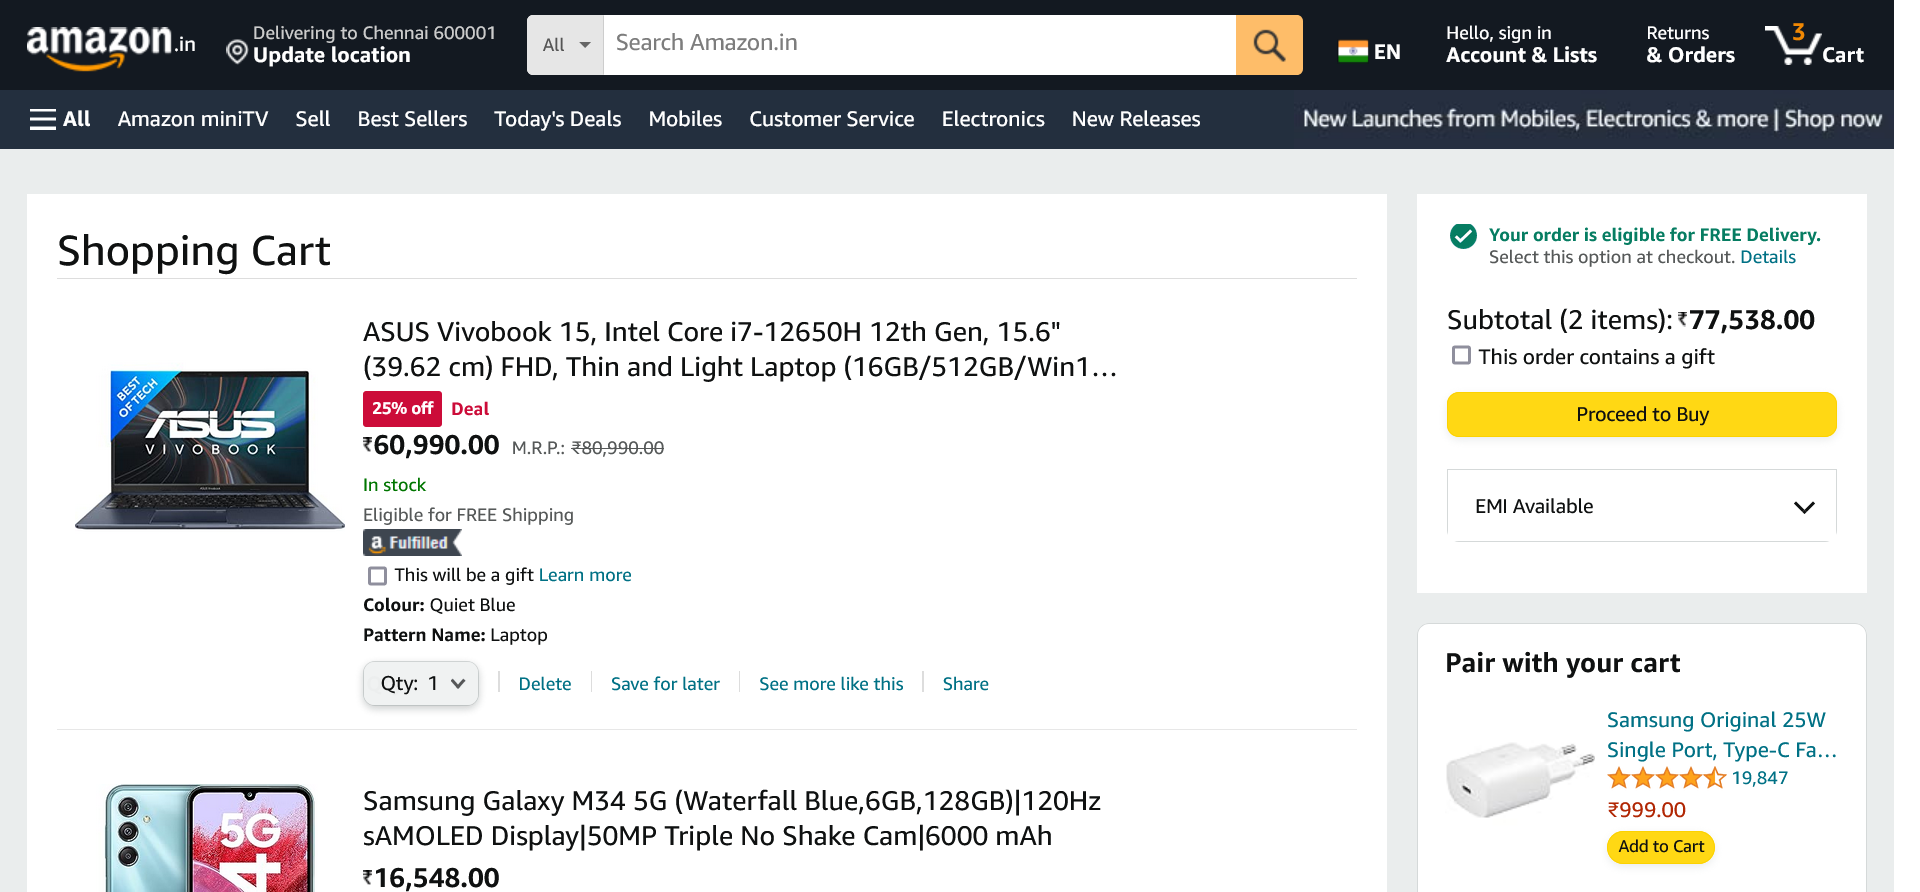 amazon.in
Delivering to Chennai 600001
Update location
All
Search Amazon.in
EN
Hello, sign in
Account & Lists
Returns
& Orders
3
Cart
All
Amazon miniTV
Sell
Best Sellers
Today's Deals
Mobiles
Customer Service
Electronics
New Releases
New Launches from Mobiles, Electronics & more | Shop now
Shopping Cart
BEST
OF TECH
ASUS
VIVOBOOK
ASUS Vivobook 15, Intel Core i7-12650H 12th Gen, 15.6"
(39.62 cm) FHD, Thin and Light Laptop (16GB/512GB/Win1…
25% off Deal
₹60,990.00 M.R.P.: ₹80,990.00
In stock
Eligible for FREE Shipping
a Fulfilled
This will be a gift Learn more
Colour: Quiet Blue
Pattern Name: Laptop
Qty: 1
Delete
Save for later
See more like this
Share
5G
Samsung Galaxy M34 5G (Waterfall Blue,6GB,128GB)|120Hz
sAMOLED Display|50MP Triple No Shake Cam|6000 mAh
₹16,548.00
Your order is eligible for FREE Delivery.
Select this option at checkout. Details
Subtotal (2 items): ₹77,538.00
This order contains a gift
Proceed to Buy
EMI Available
Pair with your cart
Samsung Original 25W
Single Port, Type-C Fa…
19,847
₹999.00
Add to Cart